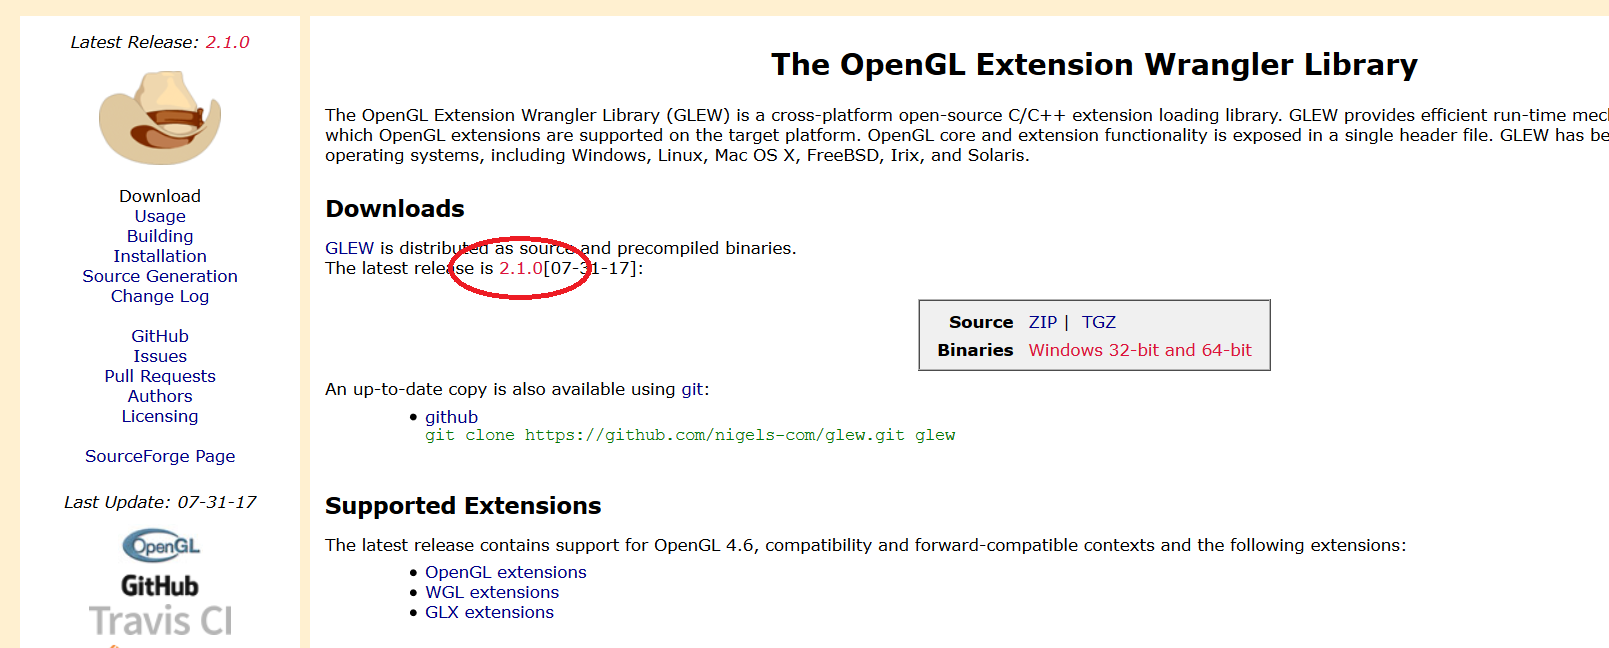 Latest Release: 2.1.0
Download
Usage
Building
Installation
Source Generation
Change Log
GitHub
Issues
Pull Requests
Authors
Licensing
SourceForge Page
Last Update: 07-31-17
OpenGL
GitHub
Travis CI
The OpenGL Extension Wrangler Library
The OpenGL Extension Wrangler Library (GLEW) is a cross-platform open-source C/C++ extension loading library. GLEW provides efficient run-time
which OpenGL extensions are supported on the target platform. OpenGL core and extension functionality is exposed in a single header file. GLEW has
operating systems, including Windows, Linux, Mac OS X, FreeBSD, Irix, and Solaris.
Downloads
GLEW is distributed as source and precompiled binaries.
The latest release is 2.1.0[07-31-17]:
Source ZIP | TGZ
Binaries Windows 32-bit and 64-bit
An up-to-date copy is also available using git:
• github
git clone https://github.com/nigels-com/glew.git glew
Supported Extensions
The latest release contains support for OpenGL 4.6, compatibility and forward-compatible contexts and the following extensions:
• OpenGL extensions
• WGL extensions
• GLX extensions